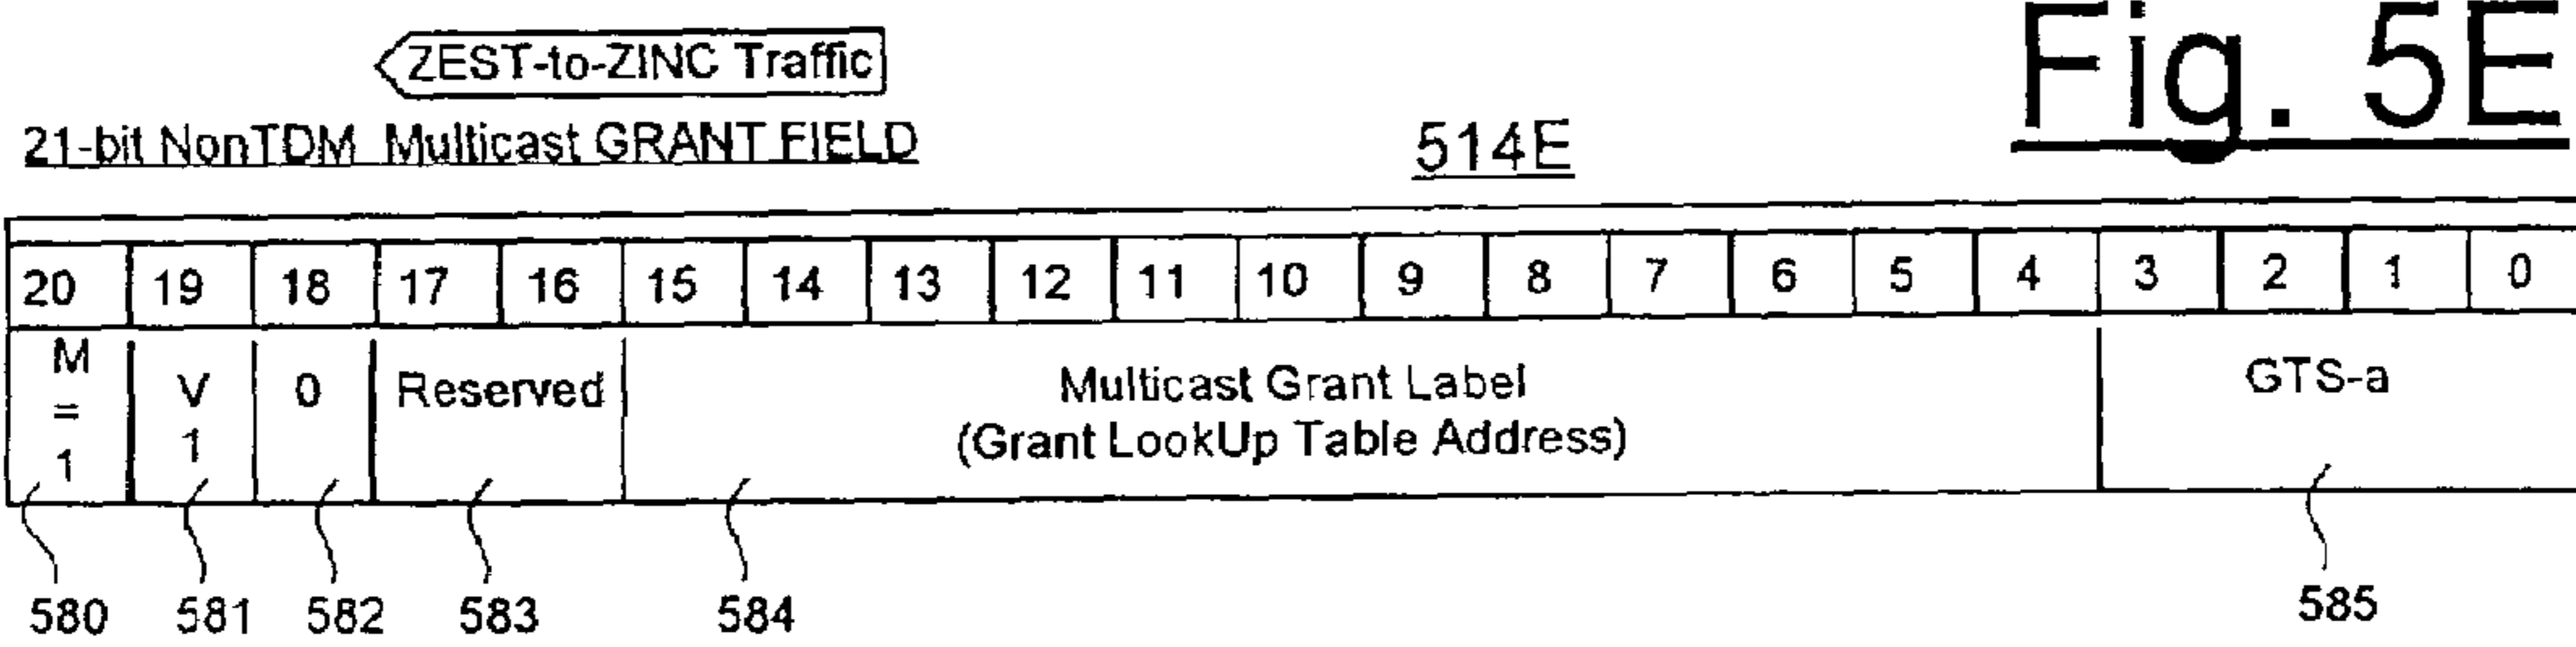 Fig. 5E
ZEST-to-ZINC Traffic
21-bit NonTDM Multicast GRANT FIELD
514E
20 19 18 17 16 15 14 13 12 11 10 9 8 7 6 5 4 3 2 1 0
M
=
1
V
1
0
Reserved
Multicast Grant Label
(Grant LookUp Table Address)
GTS-a
580 581 582 583 584 585